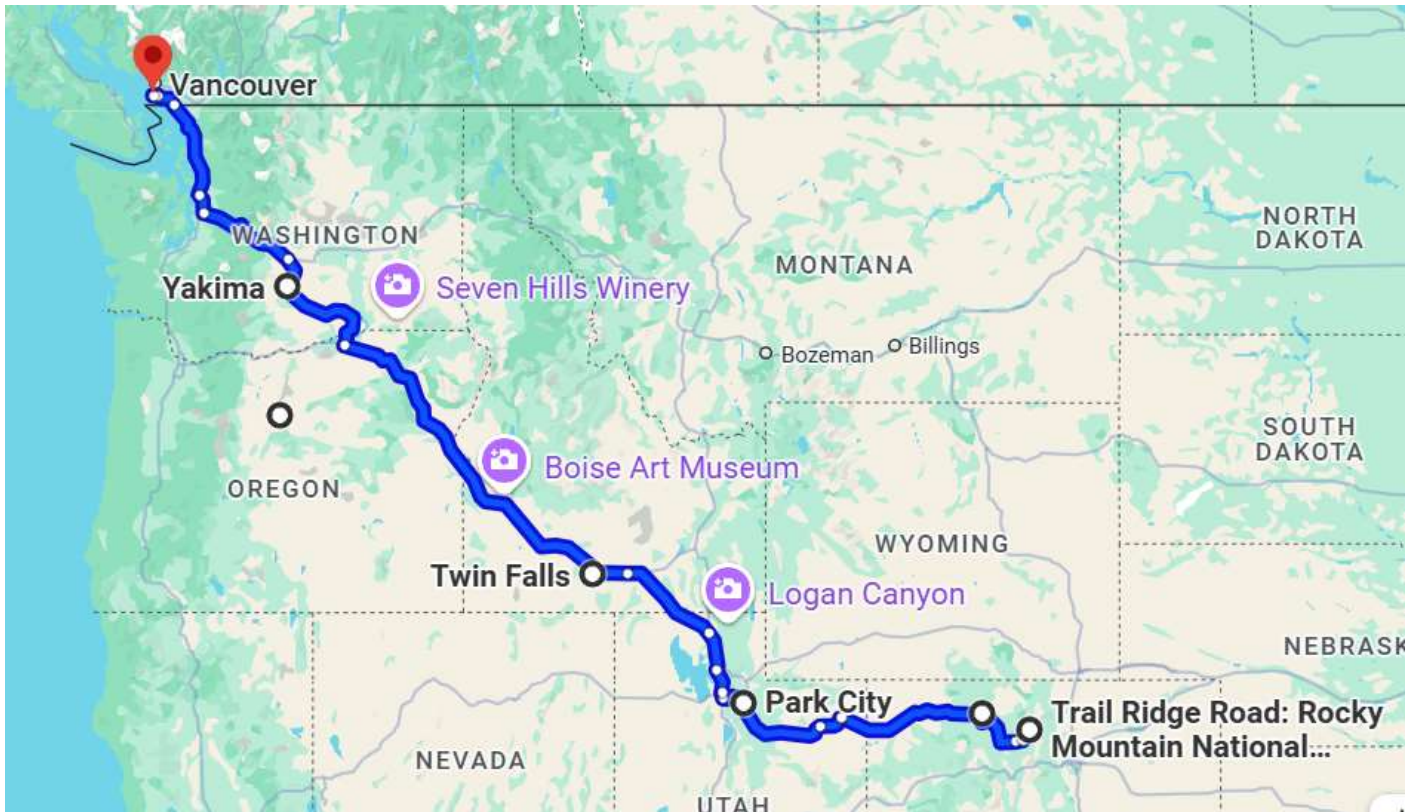 Vancouver
WASHINGTON
NORTH
DAKOTA
MONTANA
Yakima
Seven Hills Winery
Bozeman
Billings
SOUTH
DAKOTA
Boise Art Museum
OREGON
WYOMING
Twin Falls
Logan Canyon
NEBRASK
Park City
Trail Ridge Road: Rocky
Mountain National...
NEVADA
UTAH